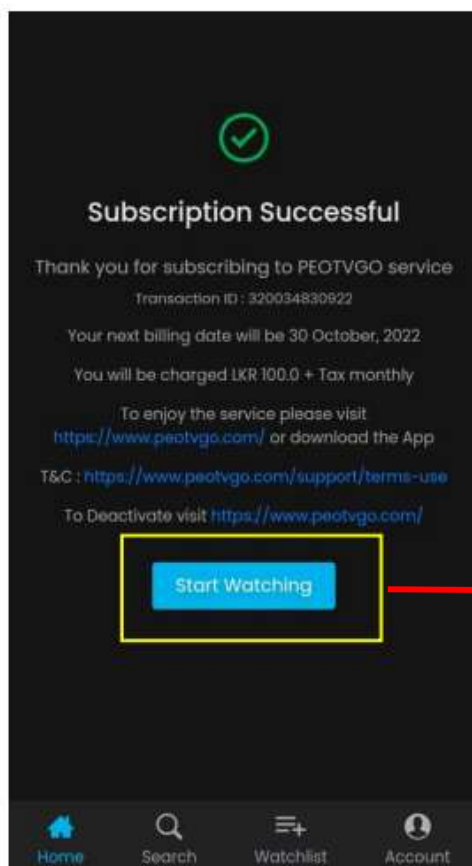 Subscription Successful
Thank you for subscribing to PEOTVGO service
Transaction ID : 320034830922
Your next billing date will be 30 October, 2022
You will be charged LKR 100.0 + Tax monthly
To enjoy the service please visit
https://www.peotvgo.com/ or download the App
T&C : https://www.peotvgo.com/support/terms-use
To Deactivate visit https://www.peotvgo.com/
Start Watching
Home Search Watchlist Account